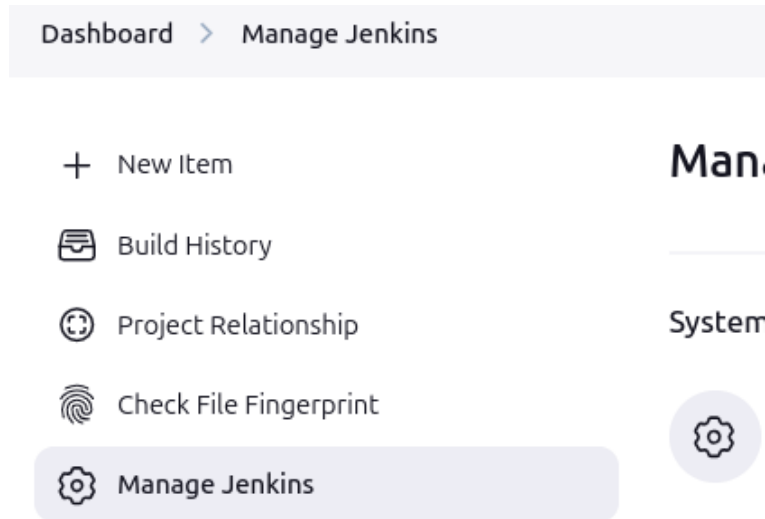 Dashboard > Manage Jenkins
New Item
Build History
Project Relationship
Check File Fingerprint
Manage Jenkins
System